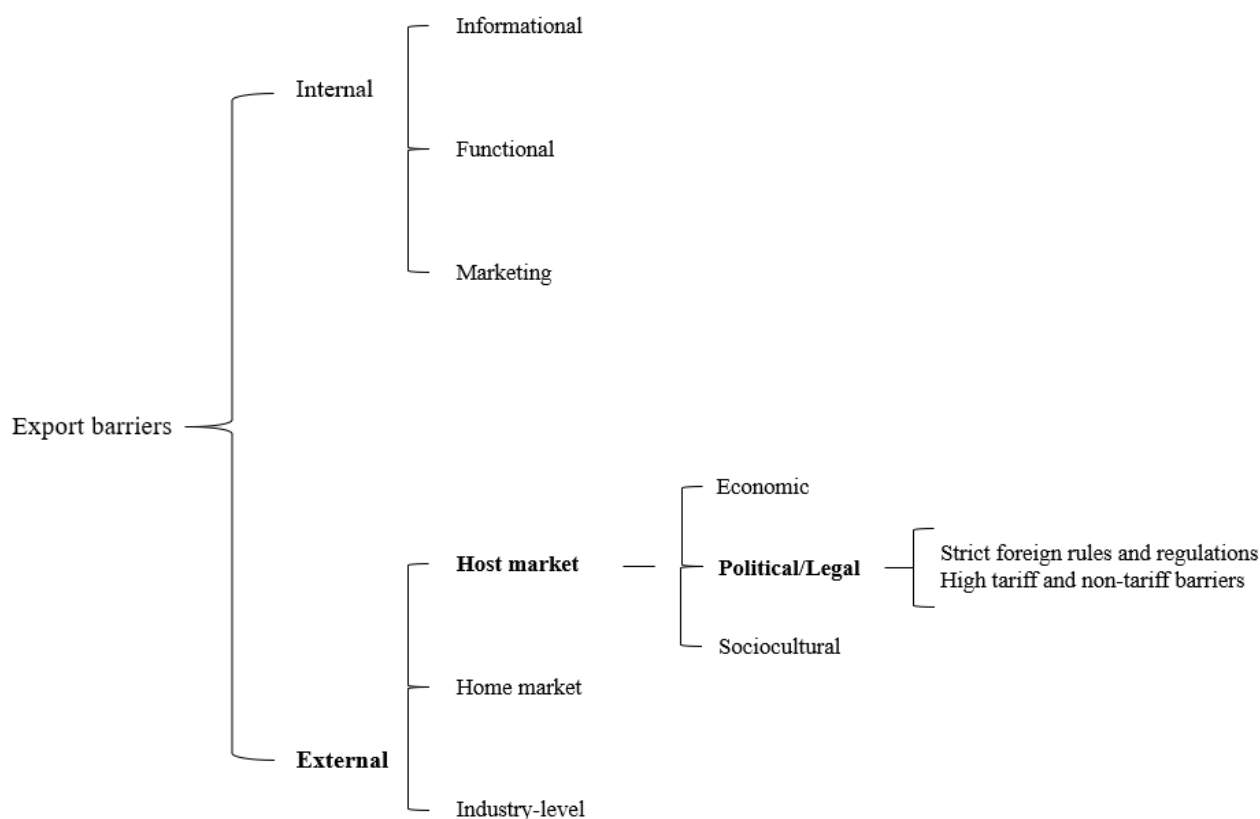 Informational
Internal
Functional
Marketing
Export barriers
Economic
Strict foreign rules and regulations
Host market
Political/Legal
High tariff and non-tariff barriers
Sociocultural
Home market
External
Industry-level